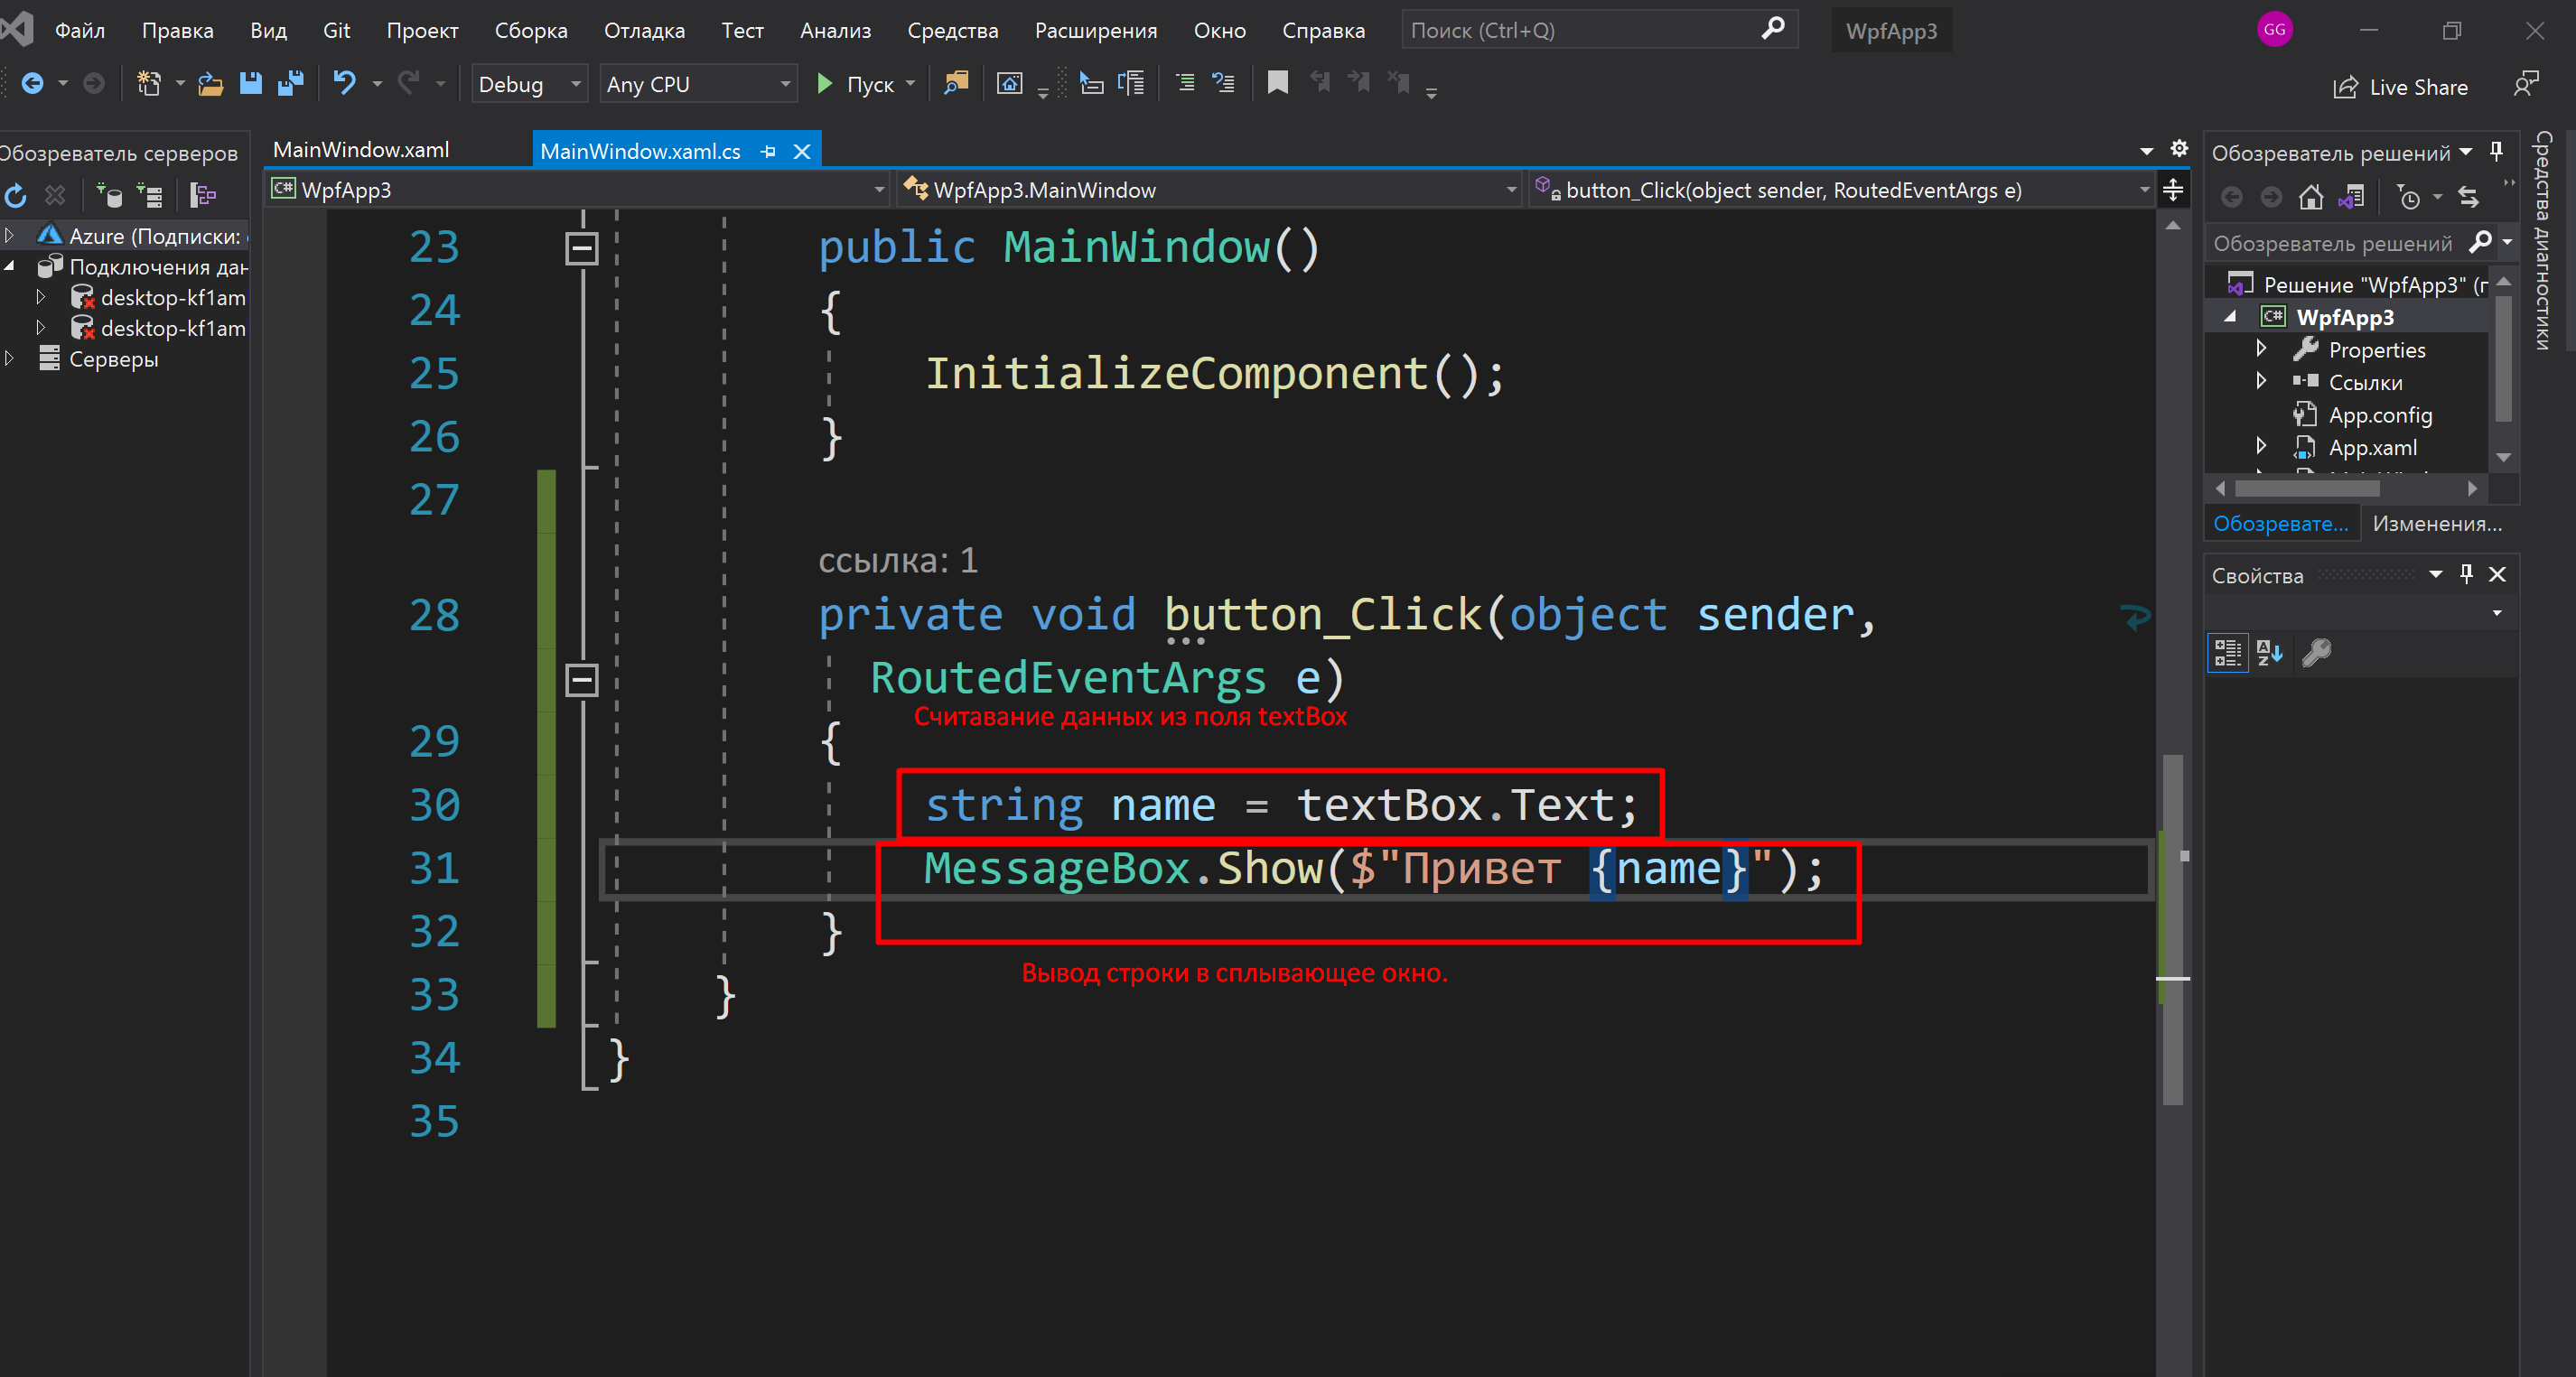 Файл Правка Вид Git Проект Сборка Отладка Тест Анализ Средства Расширения Окно Справка Поиск (Ctrl+Q) WpfApp3 GG
Debug Any CPU Пуск Live Share
Обозреватель серверов
Azure (Подписки:
Подключения дан
desktop-kf1am
desktop-kf1am
Серверы
MainWindow.xaml MainWindow.xaml.cs
C# WpfApp3 WpfApp3.MainWindow button_Click(object sender, RoutedEventArgs e)
23 public MainWindow()
24 {
25 InitializeComponent();
26 }
27
ссылка: 1
28 private void button_Click(object sender,
RoutedEventArgs e)
Считавание данных из поля textBox
29 {
30 string name = textBox.Text;
31 MessageBox.Show($"Привет {name}");
32 }
Вывод строки в сплывающее окно.
33 }
34 }
35
Обозреватель решений
Обозреватель решений
Решение "WpfApp3" (г
C# WpfApp3
Properties
Ссылки
App.config
App.xaml
Обозревате... Изменения...
Свойства
Средства диагностики